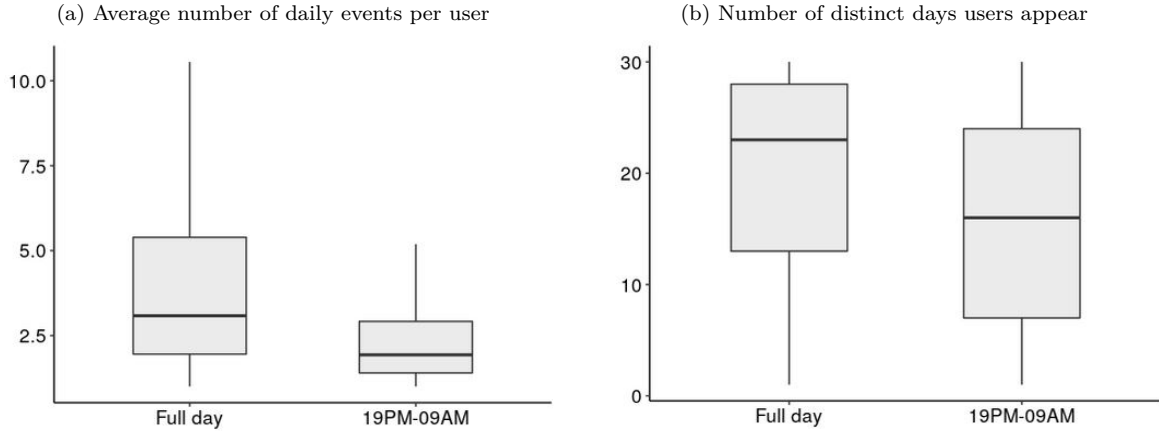 (a) Average number of daily events per user
10.0
7.5
5.0
2.5
Full day 19PM-09AM
(b) Number of distinct days users appear
30
20
10
0
Full day 19PM-09AM